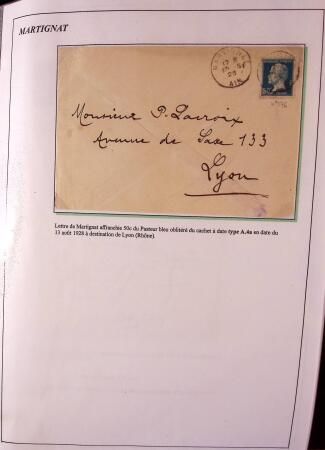 MARTIGNAT
AIN
Monsieur P. Lacroix
Avenue de Saxe 133
Lyon
Lettre de Martignat affranchie 50c du Pasteur bleu oblitéré du cachet à date type A.4a en date du
13 août 1928 à destination de Lyon (Rhône).